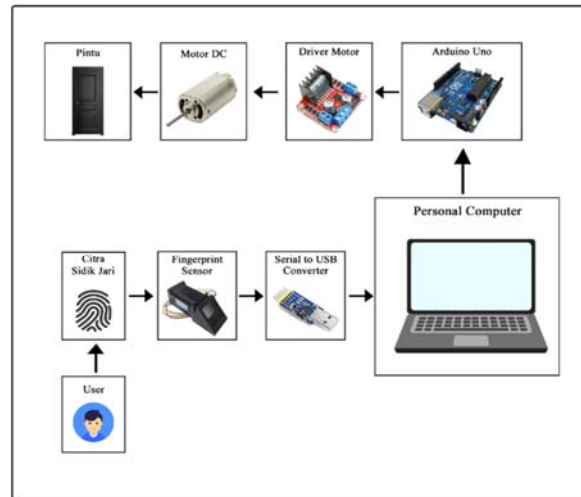 Pintu
Motor DC
Driver Motor
Arduino Uno
Personal Computer
Citra
Sidik Jari
Fingerprint
Sensor
Serial to USB
Converter
User